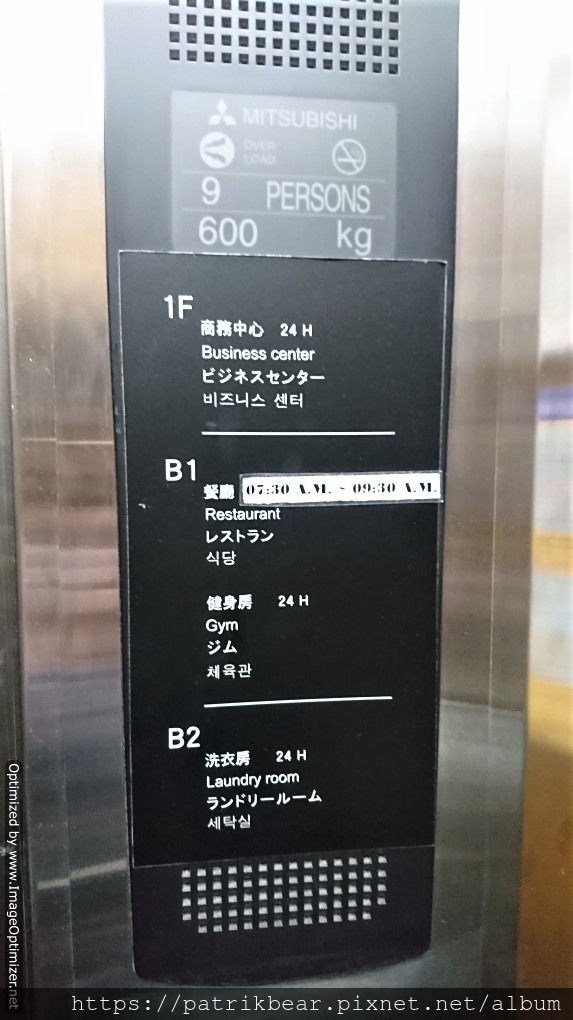 MITSUBISHI
OVER
LOAD
9 PERSONS
600 kg
1F
商務中心 24 H
Business center
ビジネスセンター
비즈니스 센터
B1
餐廳 07:30 A.M. ~ 09:30 A.M.
Restaurant
レストラン
식당
健身房 24 H
Gym
ジム
체육관
B2
洗衣房 24 H
Laundry room
ランドリールーム
세탁실
Optimized by www.ImageOptimizer.net
https://patrikbear.pixnet.net/album